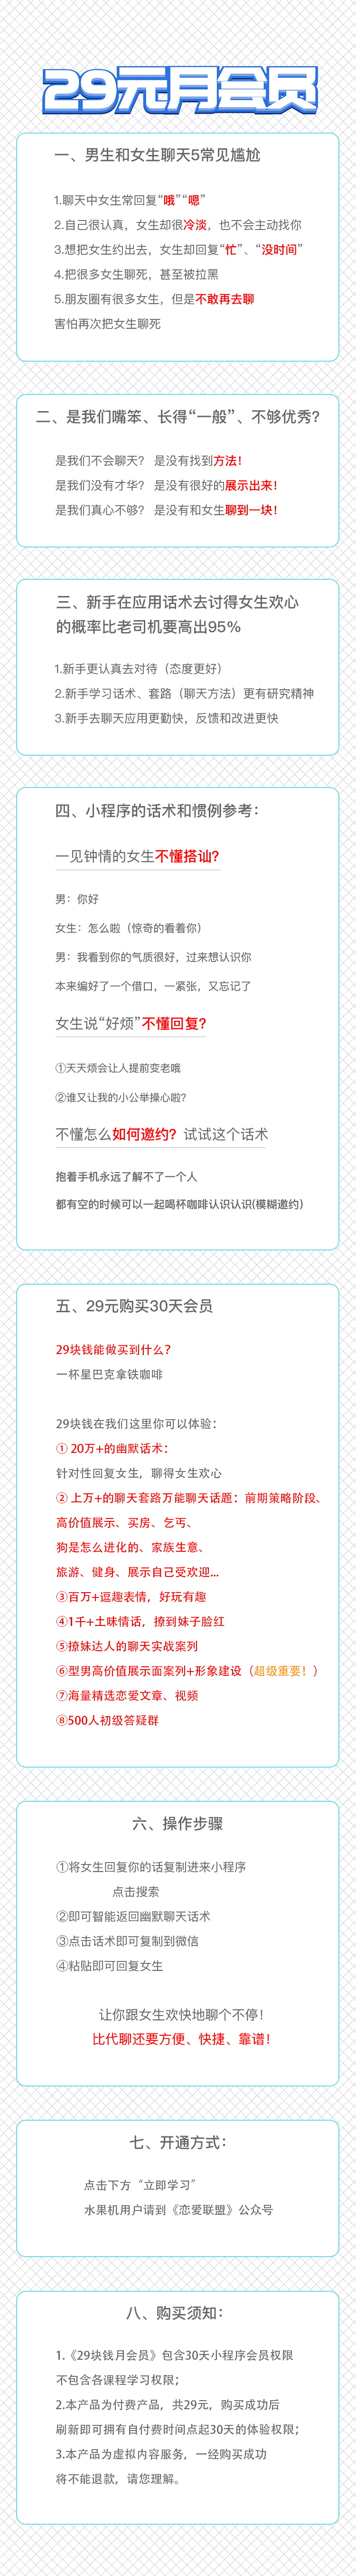 29元月会员
一、男生和女生聊天5常见尴尬
1.聊天中女生常回复“哦”“嗯”
2.自己很认真，女生却很冷淡，也不会主动找你
3.想把女生约出去，女生却回复“忙”、“没时间”
4.把很多女生聊死，甚至被拉黑
5.朋友圈有很多女生，但是不敢再去聊
害怕再次把女生聊死
二、是我们嘴笨、长得“一般”、不够优秀？
是我们不会聊天？ 是没有找到方法！
是我们没有才华？ 是没有很好的展示出来！
是我们真心不够？ 是没有和女生聊到一块！
三、新手在应用话术去讨得女生欢心
的概率比老司机要高出95%
1.新手更认真去对待（态度更好）
2.新手学习话术、套路（聊天方法）更有研究精神
3.新手去聊天应用更勤快，反馈和改进更快
四、小程序的话术和惯例参考：
一见钟情的女生不懂搭讪？
男：你好
女生：怎么啦（惊奇的看着你）
男：我看到你的气质很好，过来想认识你
本来编好了一个借口，一紧张，又忘记了
女生说“好烦”不懂回复？
①天天烦会让人提前变老哦
②谁又让我的小公举操心啦？
不懂怎么如何邀约？ 试试这个话术
抱着手机永远了解不了一个人
都有空的时候可以一起喝杯咖啡认识认识(模糊邀约)
五、29元购买30天会员
29块钱能做买到什么？
一杯星巴克拿铁咖啡
29块钱在我们这里你可以体验：
① 20万+的幽默话术：
针对性回复女生，聊得女生欢心
② 上万+的聊天套路万能聊天话题：前期策略阶段、
高价值展示、买房、乞丐、
狗是怎么进化的、家族生意、
旅游、健身、展示自己受欢迎...
③百万+逗趣表情，好玩有趣
④1千+土味情话，撩到妹子脸红
⑤撩妹达人的聊天实战案列
⑥型男高价值展示面案列+形象建设（超级重要！）
⑦海量精选恋爱文章、视频
⑧500人初级答疑群
六、操作步骤
①将女生回复你的话复制进来小程序
点击搜索
②即可智能返回幽默聊天话术
③点击话术即可复制到微信
④粘贴即可回复女生
让你跟女生欢快地聊个不停！
比代聊还要方便、快捷、靠谱！
七、开通方式：
点击下方“立即学习”
水果机用户请到《恋爱联盟》公众号
八、购买须知：
1.《29块钱月会员》包含30天小程序会员权限
不包含各课程学习权限；
2.本产品为付费产品，共29元，购买成功后
刷新即可拥有自付费时间点起30天的体验权限；
3.本产品为虚拟内容服务，一经购买成功
将不能退款，请您理解。